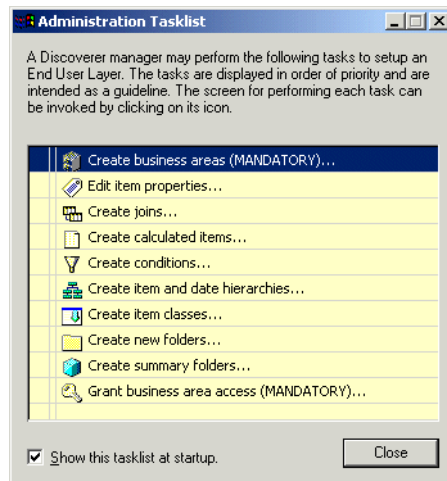 Administration Tasklist
A Discoverer manager may perform the following tasks to setup an
End User Layer. The tasks are displayed in order of priority and are
intended as a guideline. The screen for performing each task can
be invoked by clicking on its icon.
Create business areas (MANDATORY)...
Edit item properties...
Create joins...
Create calculated items...
Create conditions...
Create item and date hierarchies...
Create item classes...
Create new folders...
Create summary folders...
Grant business area access (MANDATORY)...
Show this tasklist at startup.
Close